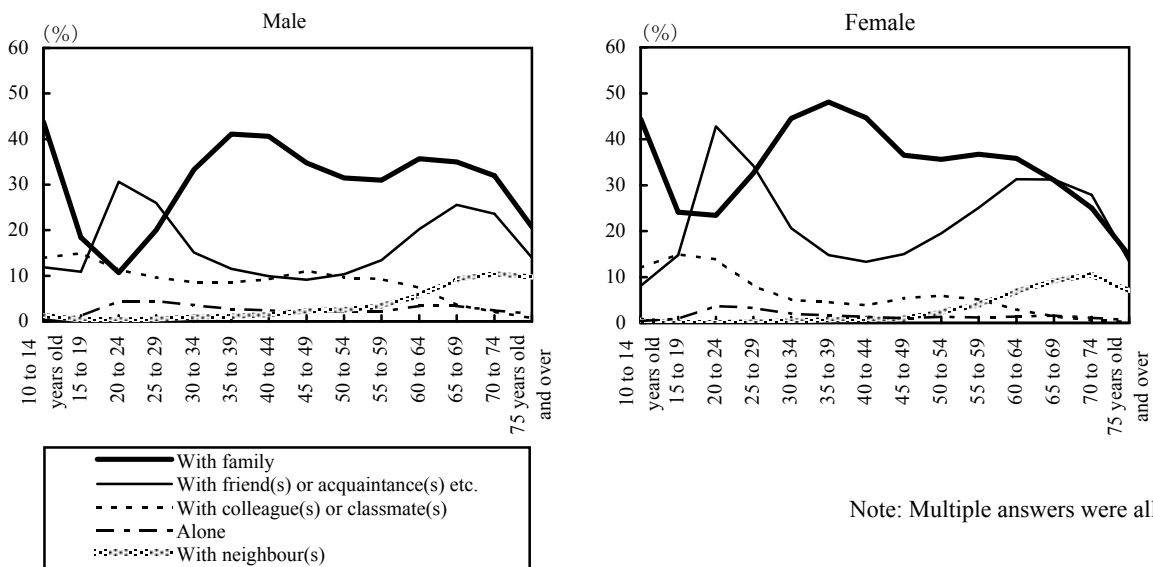 Male
(%)
60
50
40
30
20
10
0
10 to 14
years old
15 to 19
20 to 24
25 to 29
30 to 34
35 to 39
40 to 44
45 to 49
50 to 54
55 to 59
60 to 64
65 to 69
70 to 74
75 years old
and over
Female
(%)
60
50
40
30
20
10
0
10 to 14
years old
15 to 19
20 to 24
25 to 29
30 to 34
35 to 39
40 to 44
45 to 49
50 to 54
55 to 59
60 to 64
65 to 69
70 to 74
75 years old
and over
With family
With friend(s) or acquaintance(s) etc.
With colleague(s) or classmate(s)
Alone
With neighbour(s)
Note: Multiple answers were all